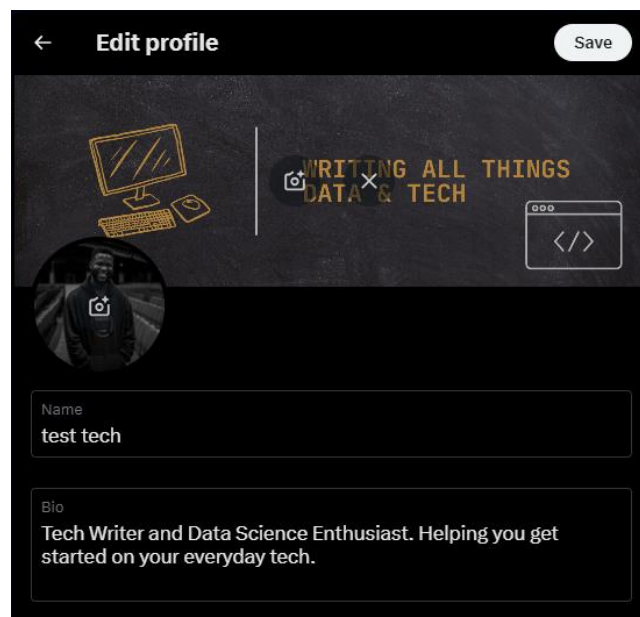 Edit profile
Save
WRITING ALL THINGS
DATA & TECH
</>
Name
test tech
Bio
Tech Writer and Data Science Enthusiast. Helping you get
started on your everyday tech.